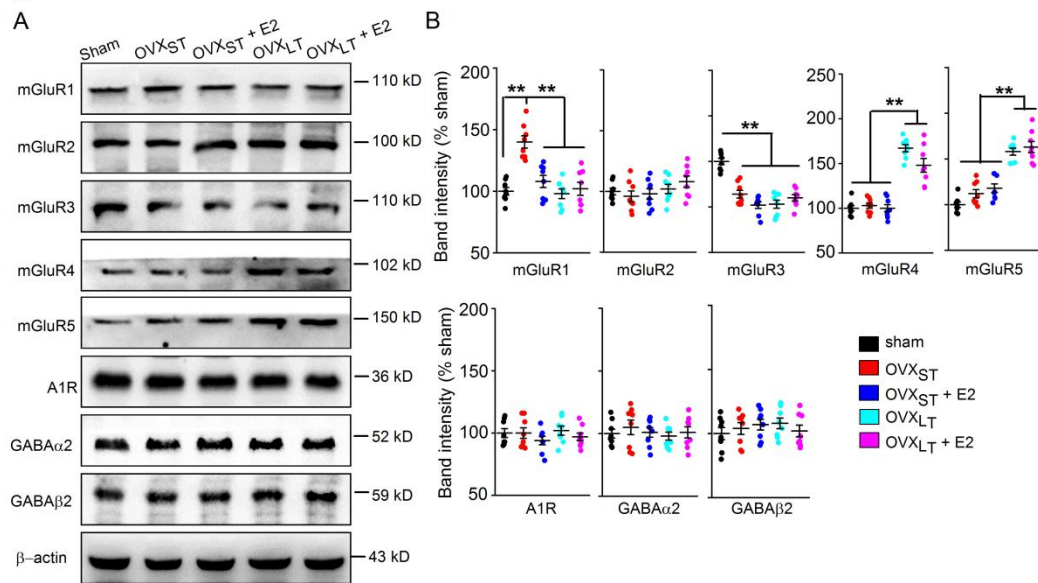 A
Sham OVXST OVXST + E2 OVXLT OVXLT + E2
mGluR1 110 kD
mGluR2 100 kD
mGluR3 110 kD
mGluR4 102 kD
mGluR5 150 kD
A1R 36 kD
GABAα2 52 kD
GABAβ2 59 kD
β–actin 43 kD
B
Band intensity (% sham)
200
150
100
50
** **
mGluR1
mGluR2
**
mGluR3
250
200
150
100
50
**
mGluR4
**
mGluR5
Band intensity (% sham)
200
150
100
50
A1R
GABAα2
GABAβ2
sham
OVXST
OVXST + E2
OVXLT
OVXLT + E2